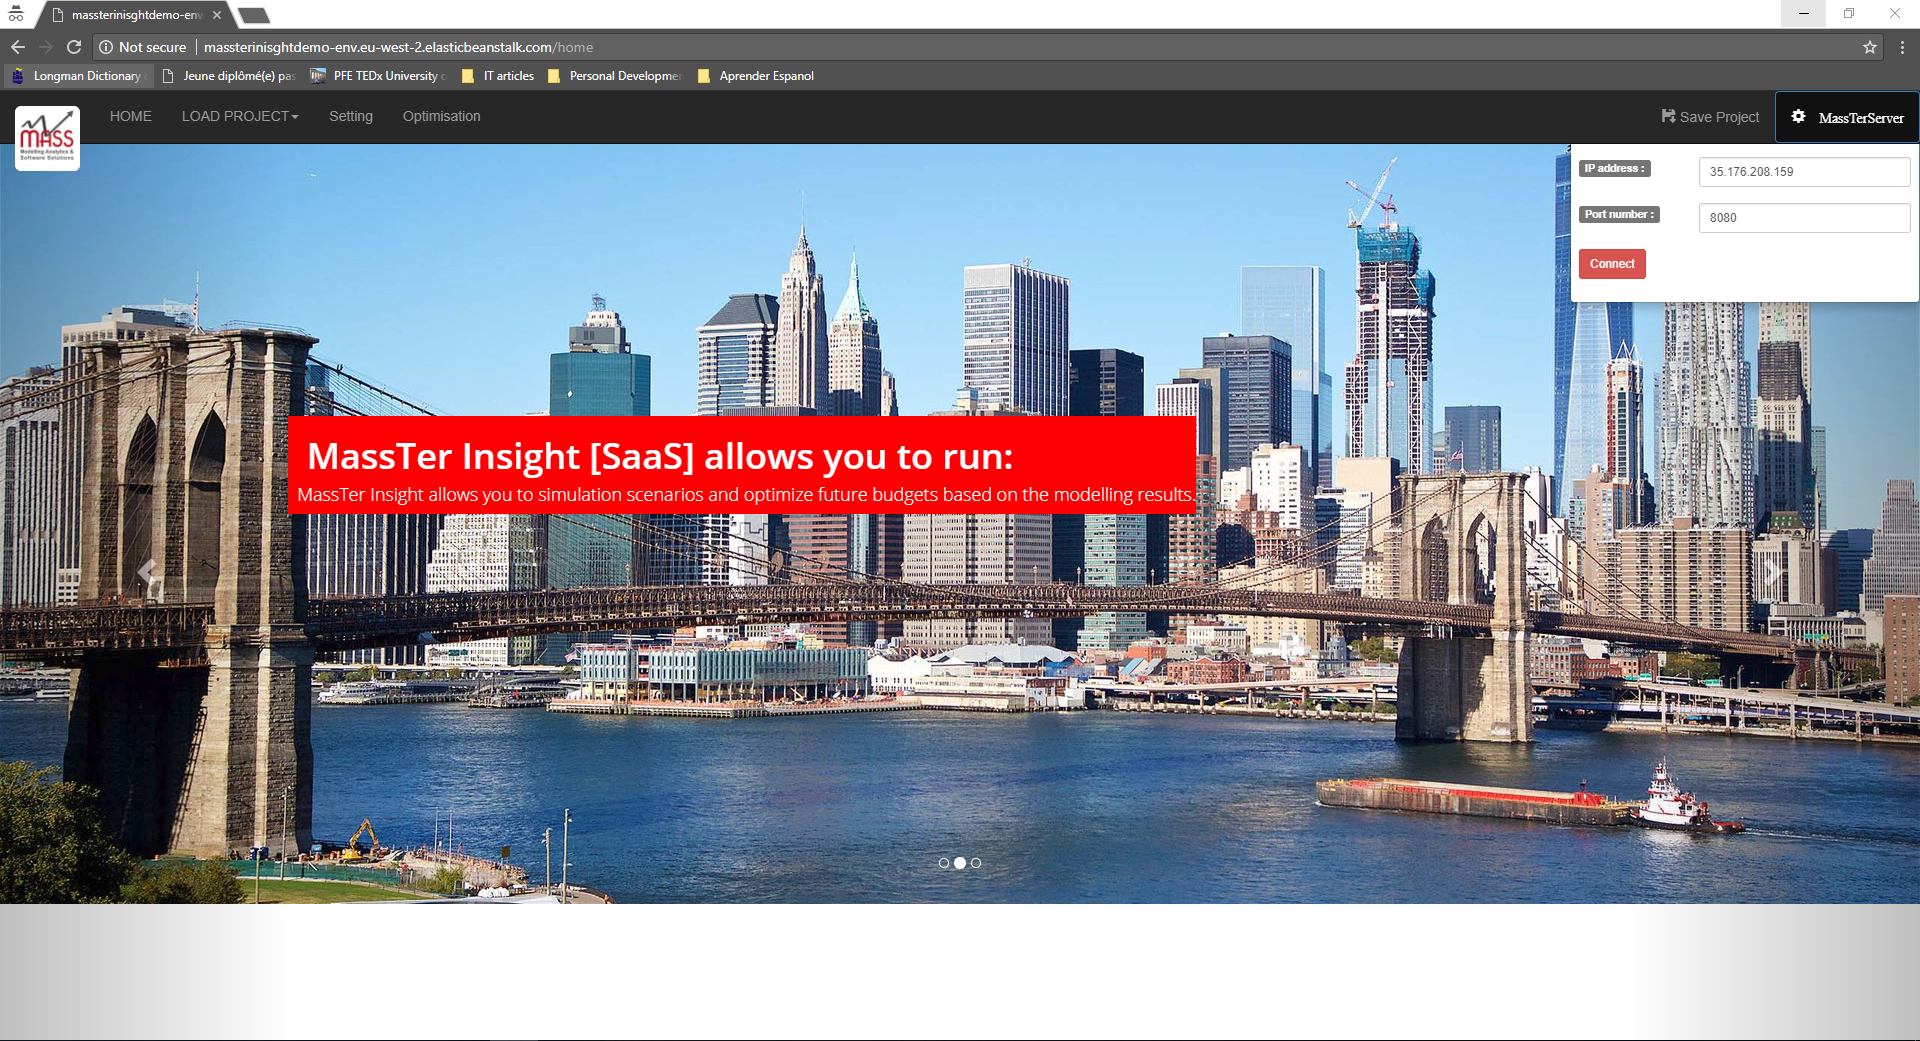 massterinisghtdemo-env.
Not secure
massterinisghtdemo-env.eu-west-2.elasticbeanstalk.com/home
Longman Dictionary
Jeune diplômé(e) pas
PFE TEDx University o
IT articles
Personal Developme
Aprender Espanol
MASS
Modelling Analytics &
Software Solutions
HOME
LOAD PROJECT
Setting
Optimisation
Save Project
MassTerServer
IP address :
35.176.208.159
Port number :
8080
Connect
MassTer Insight [SaaS] allows you to run:
MassTer Insight allows you to simulation scenarios and optimize future budgets based on the modelling results.